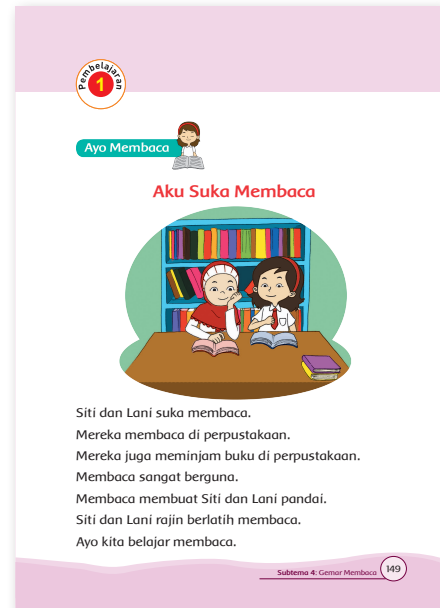 Pembelajaran
1
Ayo Membaca
Aku Suka Membaca
Siti dan Lani suka membaca.
Mereka membaca di perpustakaan.
Mereka juga meminjam buku di perpustakaan.
Membaca sangat berguna.
Membaca membuat Siti dan Lani pandai.
Siti dan Lani rajin berlatih membaca.
Ayo kita belajar membaca.
Subtema 4: Gemar Membaca 149